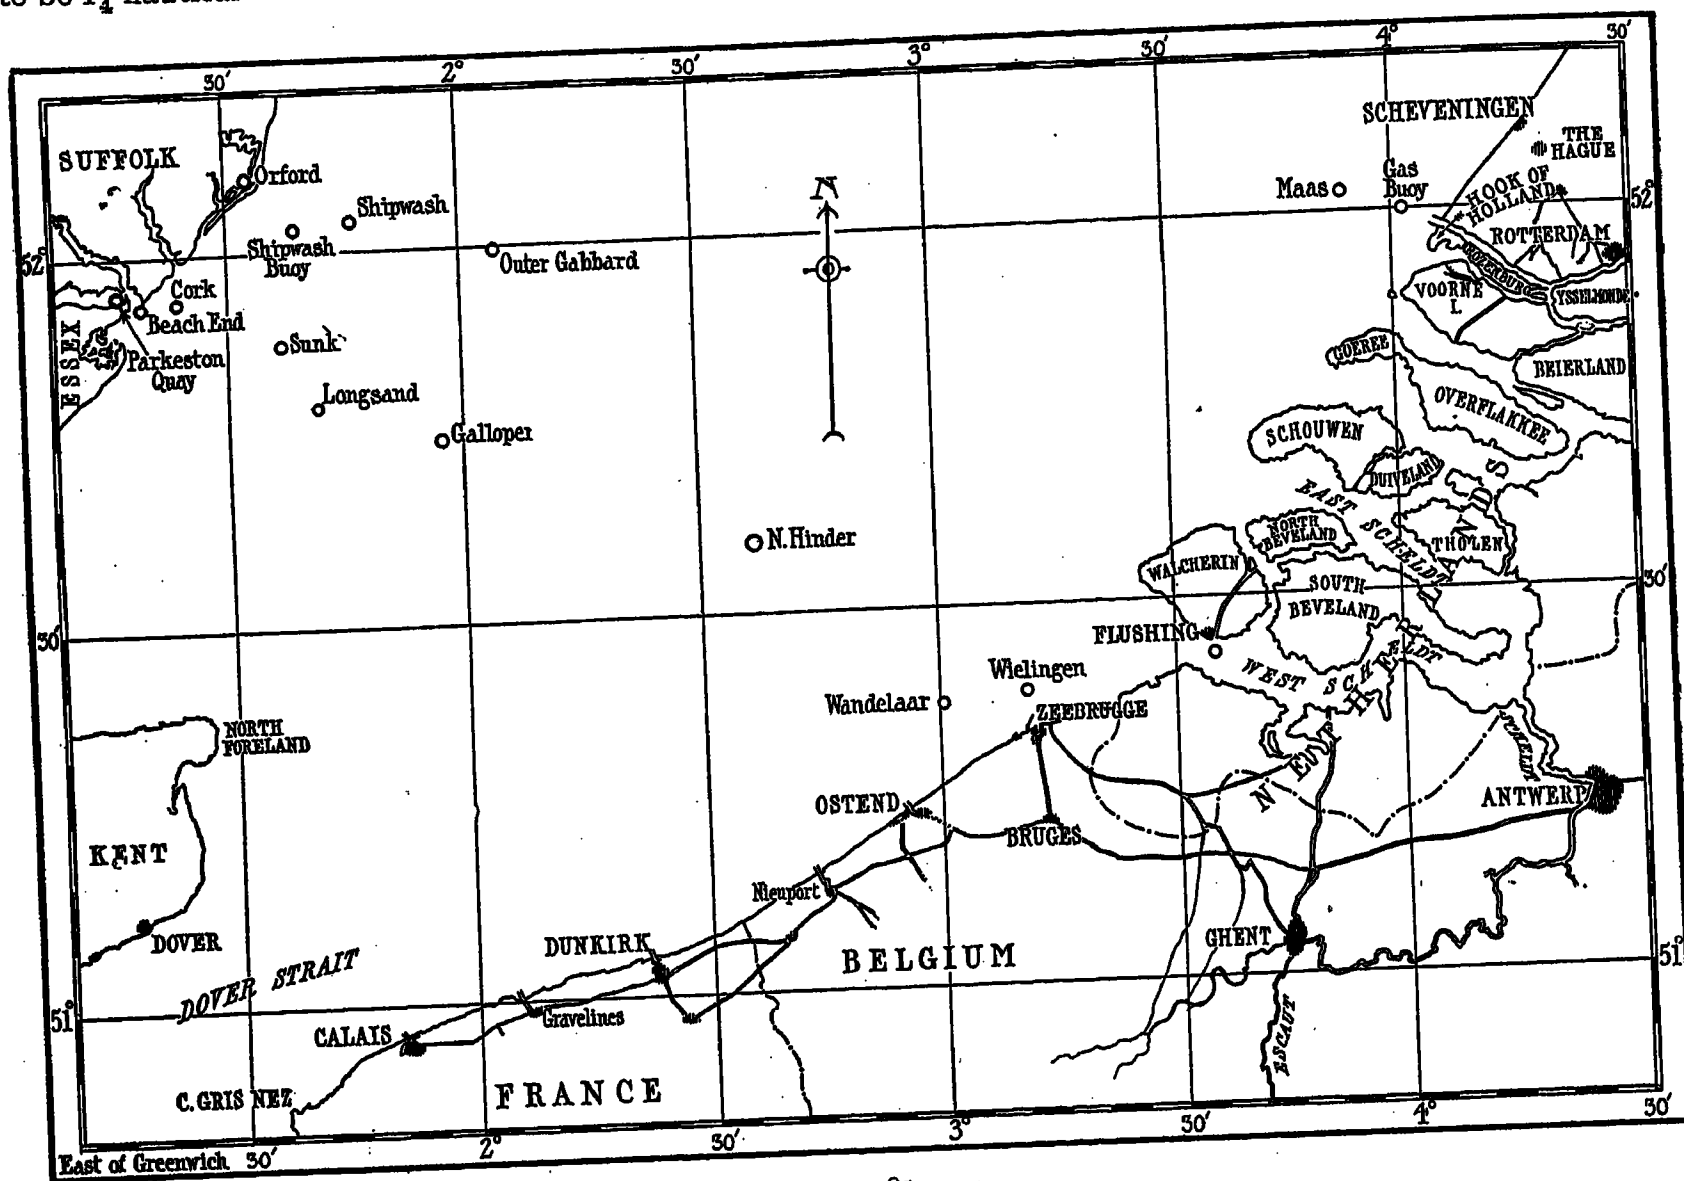 30'
2°
30'
3°
30'
4°
30'
SUFFOLK
Orford
Shipwash
Shipwash
Buoy
Outer Gabbard
52°
Cork
Beach End
Parkeston
Quay
ESSEX
Sunk
Longsand
Galloper
N
SCHEVENINGEN
THE
HAGUE
Maas
Gas
Buoy
HOOK OF
HOLLAND
52°
ROTTERDAM
ROZENBURG
VOORNE
I.
YSSELMONDE
GOEREE
BEIERLAND
OVERFLAKKEE
SCHOUWEN
DUIVELAND
EAST SCHELDT
NORTH
BEVELAND
THOLEN
WALCHERIN
SOUTH
BEVELAND
N. Hinder
30'
30'
FLUSHING
WEST SCHELDT
Wielingen
Wandelaar
ZEEBRUGGE
NORTH
FORELAND
SCHELDT
ANTWERP
OSTEND
BRUGES
KENT
Nieuport
DOVER
DUNKIRK
BELGIUM
GHENT
DOVER STRAIT
51°
51°
Gravelines
CALAIS
ESCAUT
C. GRIS NEZ
FRANCE
East of Greenwich
30'
2°
30'
3°
30'
4°
30'